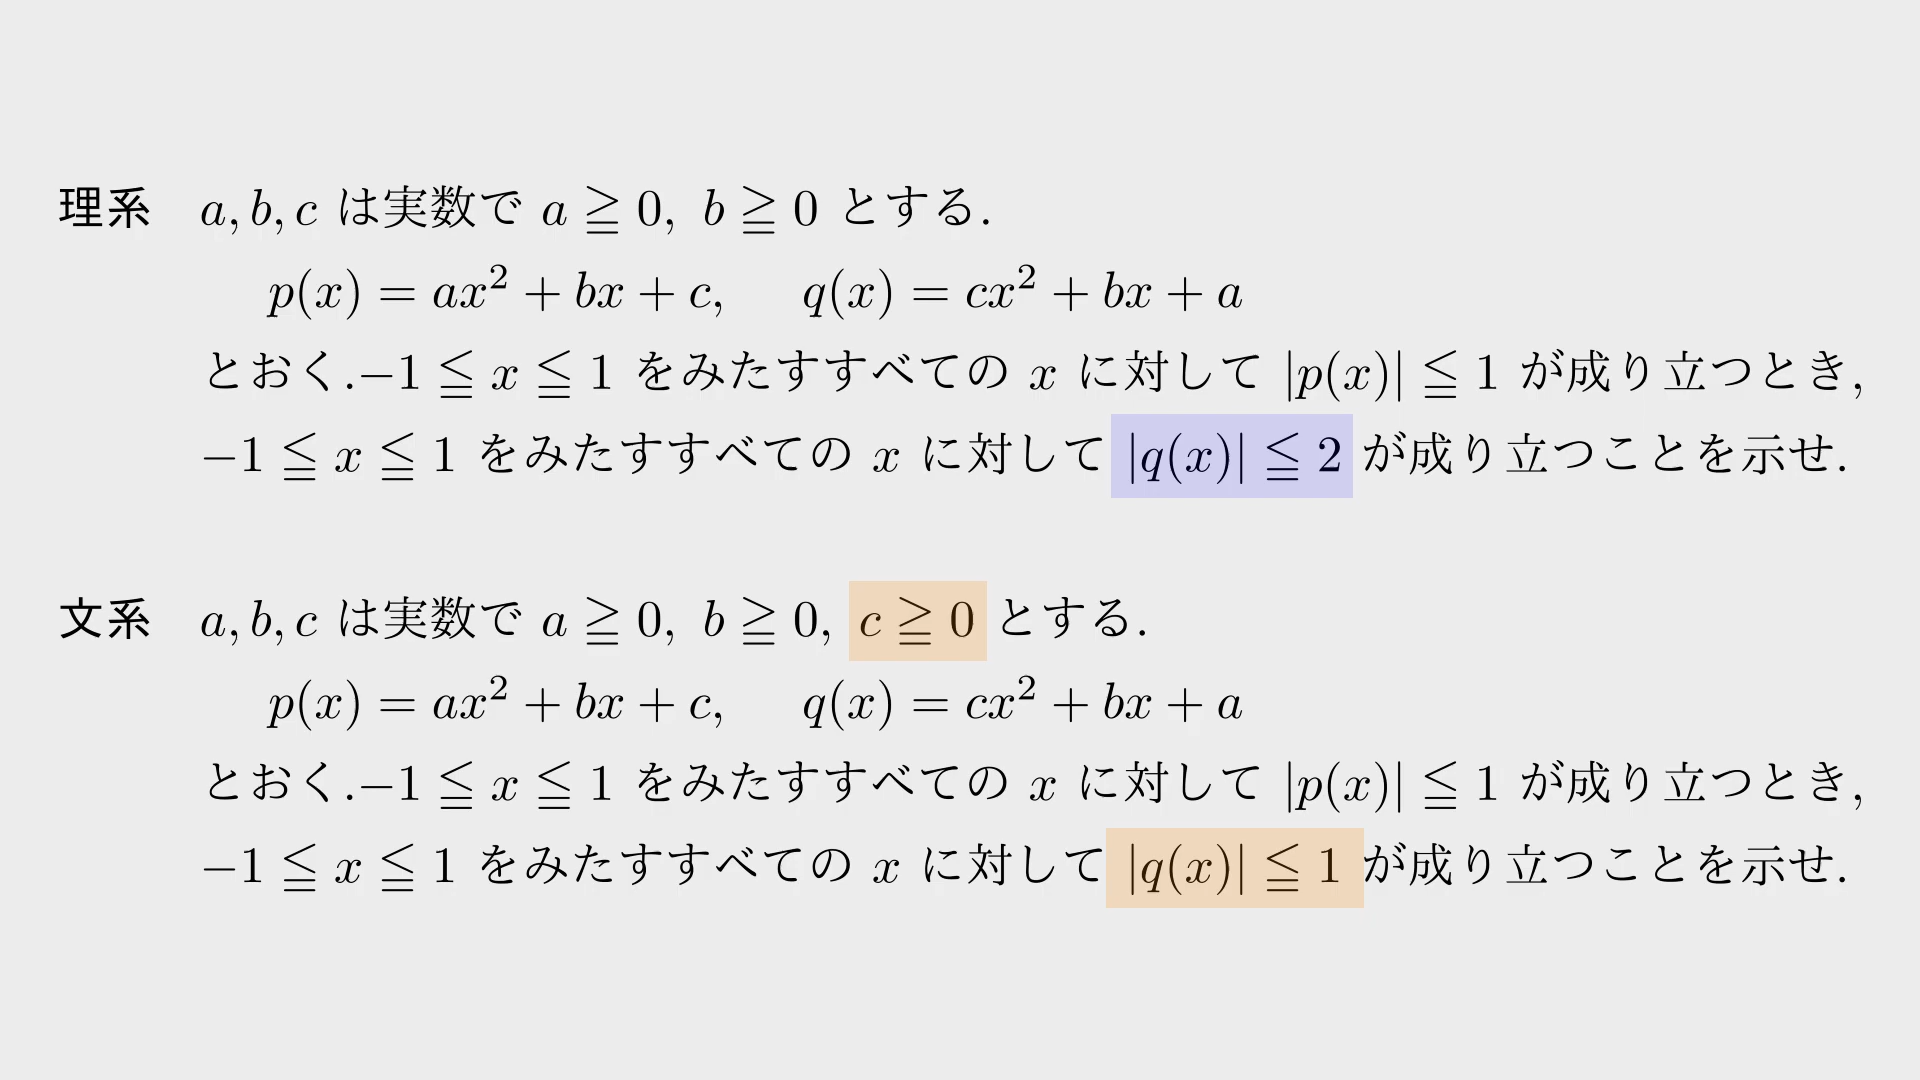 理系 a, b, c は実数で a ≧ 0, b ≧ 0 とする.
p(x) = ax² + bx + c, q(x) = cx² + bx + a
とおく.−1 ≦ x ≦ 1 をみたすすべての x に対して |p(x)| ≦ 1 が成り立つとき,
−1 ≦ x ≦ 1 をみたすすべての x に対して |q(x)| ≦ 2 が成り立つことを示せ.
文系 a, b, c は実数で a ≧ 0, b ≧ 0, c ≧ 0 とする.
p(x) = ax² + bx + c, q(x) = cx² + bx + a
とおく.−1 ≦ x ≦ 1 をみたすすべての x に対して |p(x)| ≦ 1 が成り立つとき,
−1 ≦ x ≦ 1 をみたすすべての x に対して |q(x)| ≦ 1 が成り立つことを示せ.